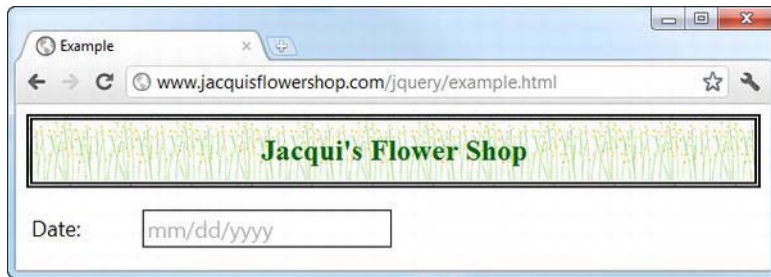 Example
www.jacquisflowershop.com/jquery/example.html
Jacqui's Flower Shop
Date: mm/dd/yyyy